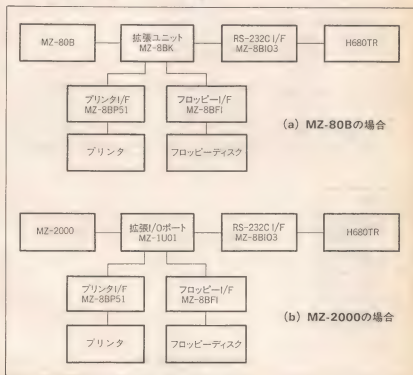 MZ-80B
拡張ユニット
MZ-8BK
RS-232C I/F
MZ-8BIO3
H680TR
プリンタI/F
MZ-8BP51
フロッピーI/F
MZ-8BFI
プリンタ
フロッピーディスク
(a) MZ-80Bの場合
MZ-2000
拡張I/Oポート
MZ-1U01
RS-232C I/F
MZ-8BIO3
H680TR
プリンタI/F
MZ-8BP51
フロッピーI/F
MZ-8BFI
プリンタ
フロッピーディスク
(b) MZ-2000の場合